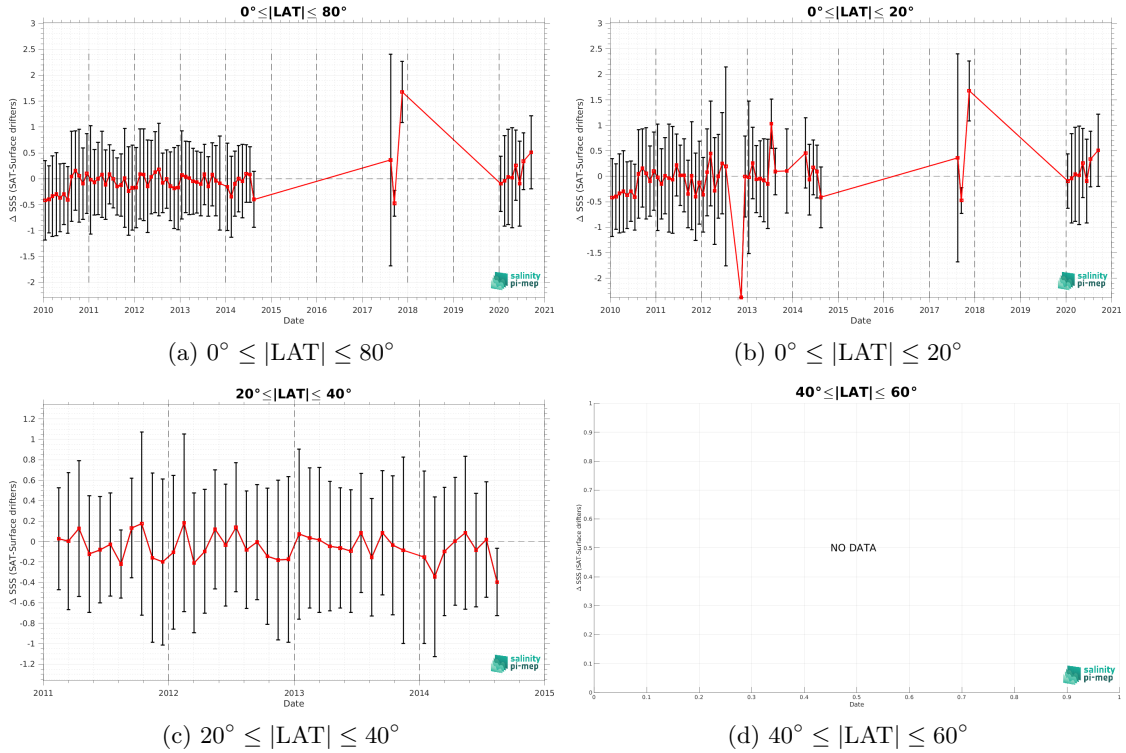 0°≤|LAT|≤ 80°
Δ SSS (SAT-Surface drifters)
3
2.5
2
1.5
1
0.5
0
-0.5
-1
-1.5
-2
2010 2011 2012 2013 2014 2015 2016 2017 2018 2019 2020 2021
Date
salinity
pi-mep
(a) 0° ≤ |LAT| ≤ 80°
0°≤|LAT|≤ 20°
Δ SSS (SAT-Surface drifters)
3
2.5
2
1.5
1
0.5
0
-0.5
-1
-1.5
-2
2010 2011 2012 2013 2014 2015 2016 2017 2018 2019 2020 2021
Date
salinity
pi-mep
(b) 0° ≤ |LAT| ≤ 20°
20°≤|LAT|≤ 40°
Δ SSS (SAT-Surface drifters)
1.2
1
0.8
0.6
0.4
0.2
0
-0.2
-0.4
-0.6
-0.8
-1
-1.2
2011 2012 2013 2014 2015
Date
salinity
pi-mep
(c) 20° ≤ |LAT| ≤ 40°
40°≤|LAT|≤ 60°
Δ SSS (SAT-Surface drifters)
1
0.9
0.8
0.7
0.6
0.5
0.4
0.3
0.2
0.1
0
NO DATA
0 0.1 0.2 0.3 0.4 0.5 0.6 0.7 0.8 0.9 1
Date
salinity
pi-mep
(d) 40° ≤ |LAT| ≤ 60°